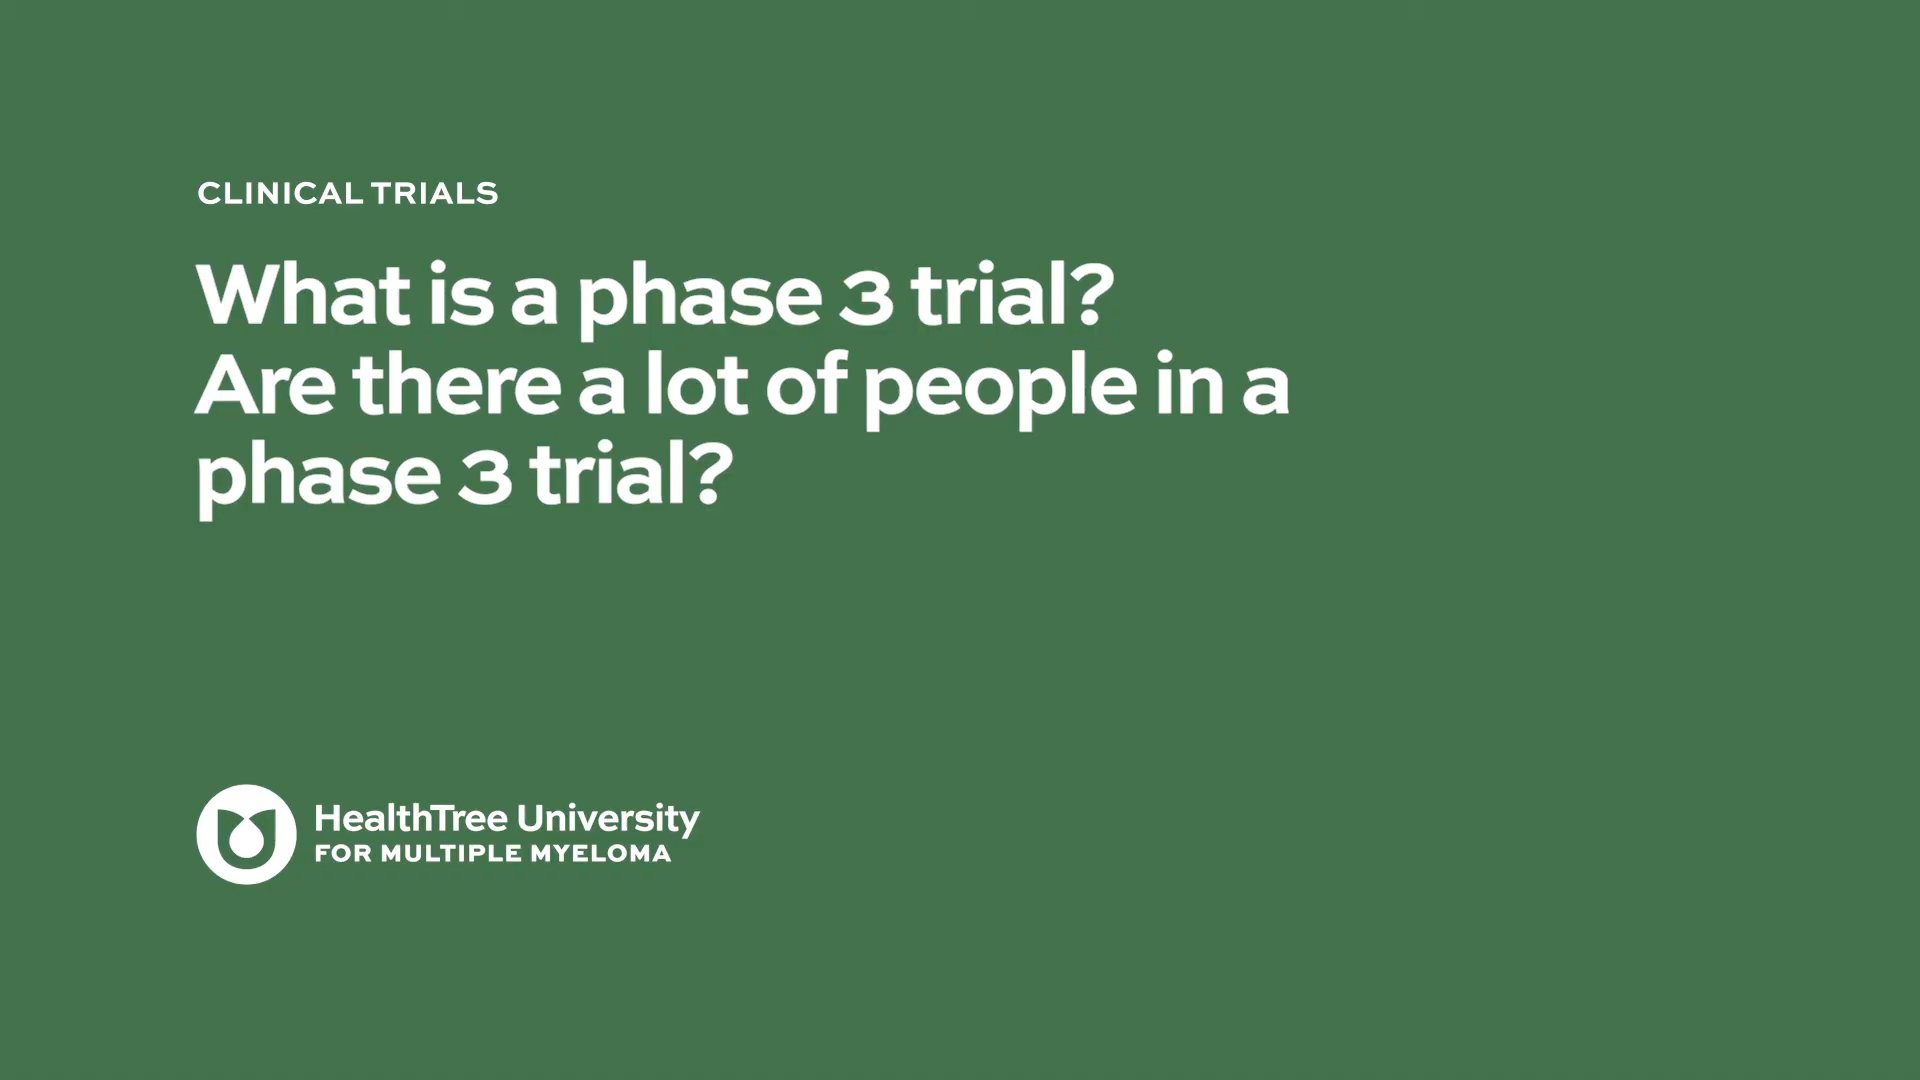 CLINICAL TRIALS
What is a phase 3 trial?
Are there a lot of people in a
phase 3 trial?
HealthTree University
FOR MULTIPLE MYELOMA